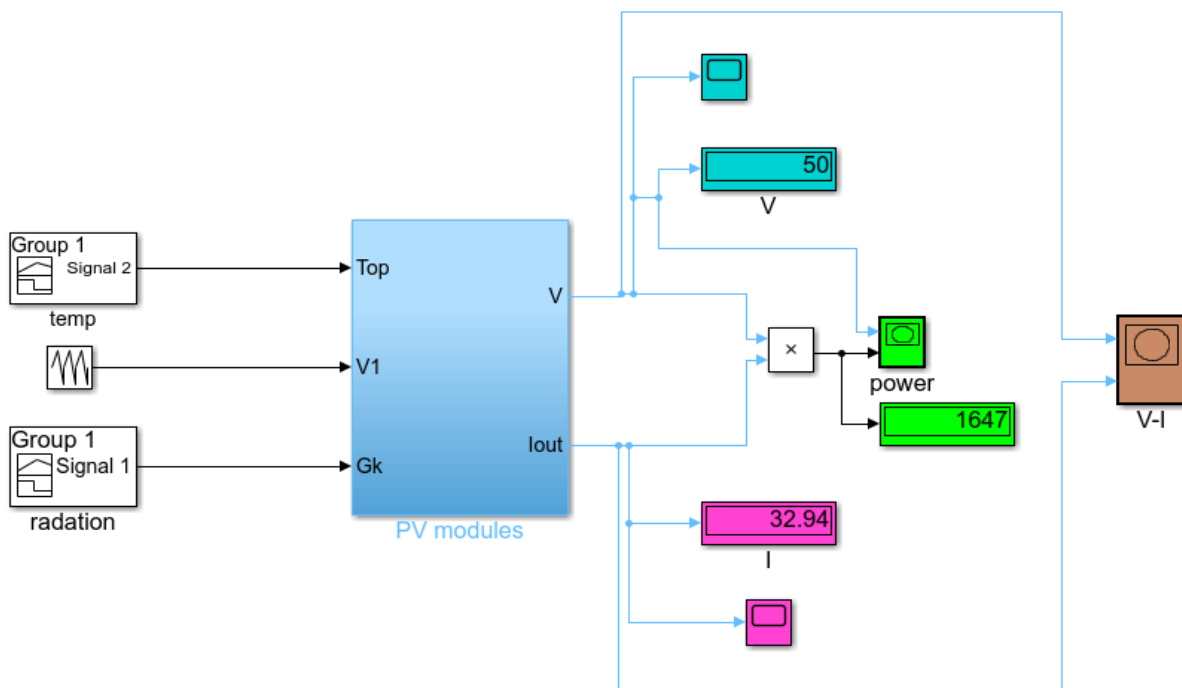 50
V
Group 1
Signal 2
temp
Top
V
V1
×
power
1647
V-I
Group 1
Signal 1
radation
Gk
Iout
PV modules
32.94
I